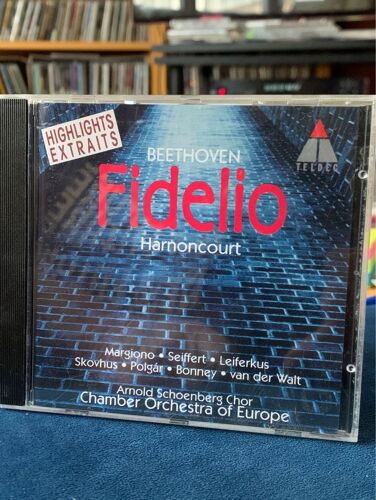 HIGHLIGHTS
EXTRAITS
TELDEC
BEETHOVEN
Fidelio
Harnoncourt
Margiono • Seiffert • Leiferkus
Skovhus • Polgár • Bonney • van der Walt
Arnold Schoenberg Chor
Chamber Orchestra of Europe